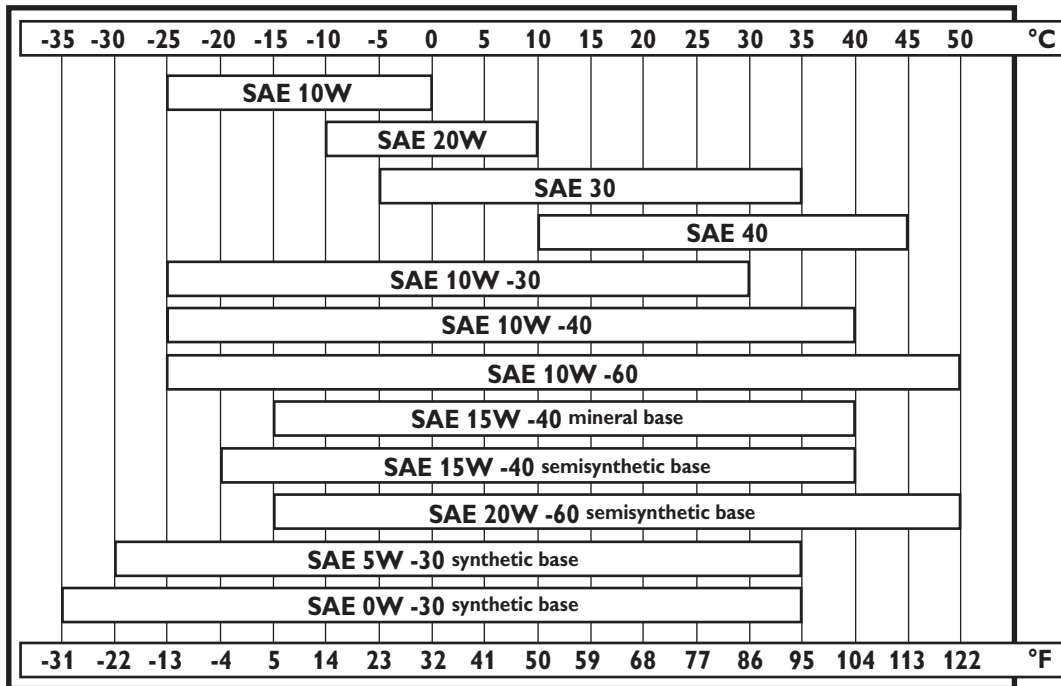 -35 -30 -25 -20 -15 -10 -5 0 5 10 15 20 25 30 35 40 45 50 °C
SAE 10W
SAE 20W
SAE 30
SAE 40
SAE 10W -30
SAE 10W -40
SAE 10W -60
SAE 15W -40 mineral base
SAE 15W -40 semisynthetic base
SAE 20W -60 semisynthetic base
SAE 5W -30 synthetic base
SAE 0W -30 synthetic base
-31 -22 -13 -4 5 14 23 32 41 50 59 68 77 86 95 104 113 122 °F